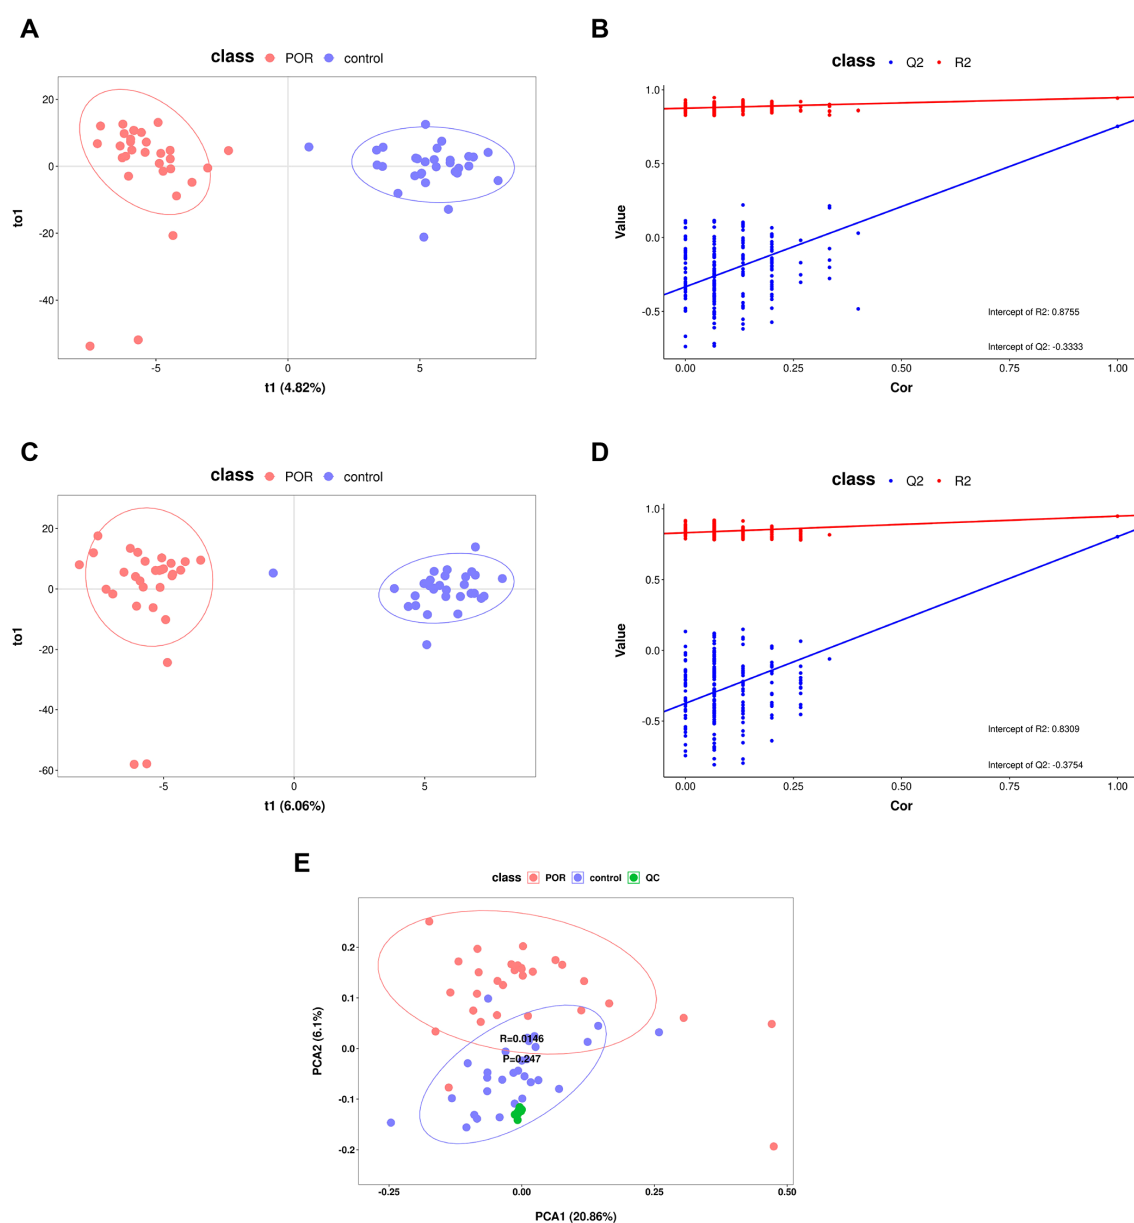 A
class POR control
20
0
-20
-40
to1
-5 0 5
t1 (4.82%)
B
class Q2 R2
1.0
0.5
0.0
-0.5
Value
Intercept of R2: 0.8755
Intercept of Q2: -0.3333
0.00 0.25 0.50 0.75 1.00
Cor
C
class POR control
20
0
-20
-40
-60
to1
-5 0 5
t1 (6.06%)
D
class Q2 R2
1.0
0.5
0.0
-0.5
Value
Intercept of R2: 0.8309
Intercept of Q2: -0.3754
0.00 0.25 0.50 0.75 1.00
Cor
E
class POR control QC
0.2
0.1
0.0
-0.1
-0.2
PCA2 (6.1%)
R=0.0146
P=0.247
-0.25 0.00 0.25 0.50
PCA1 (20.86%)